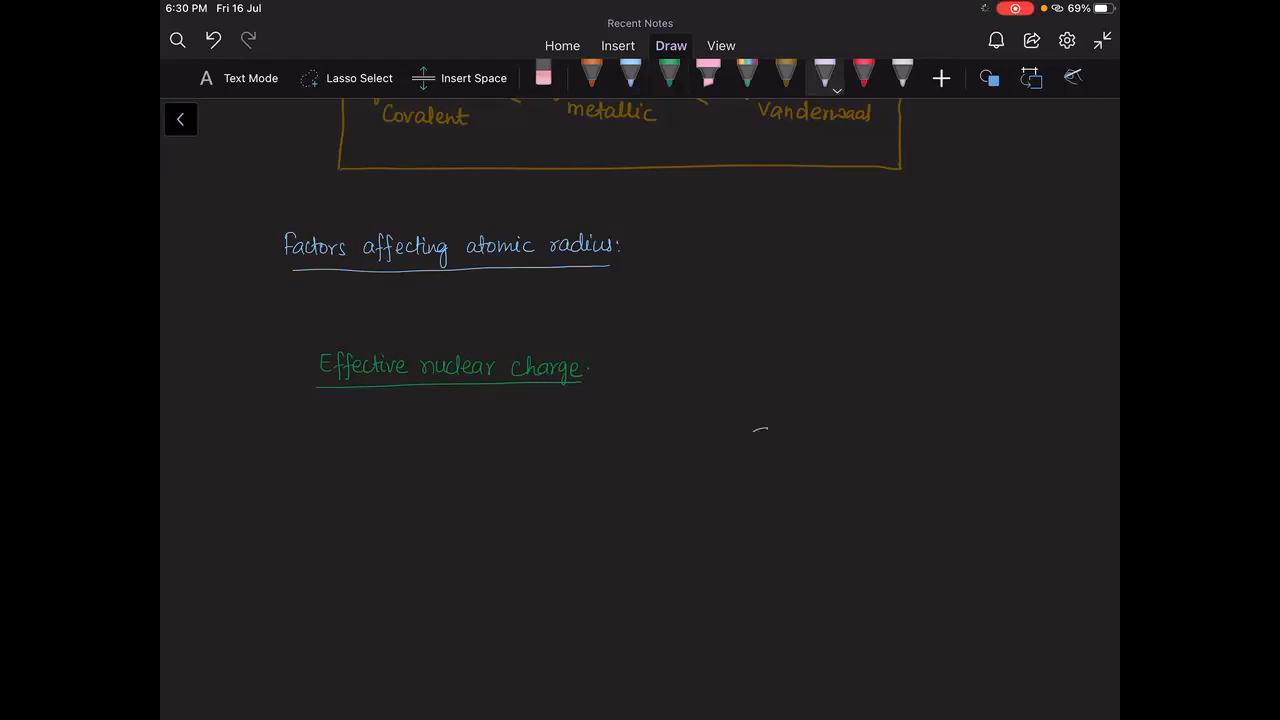 6:30 PM Fri 16 Jul
69%
Recent Notes
Home Insert Draw View
A Text Mode Lasso Select Insert Space
Covalent metallic Vanderwaal
Factors affecting atomic radius:
Effective nuclear charge.